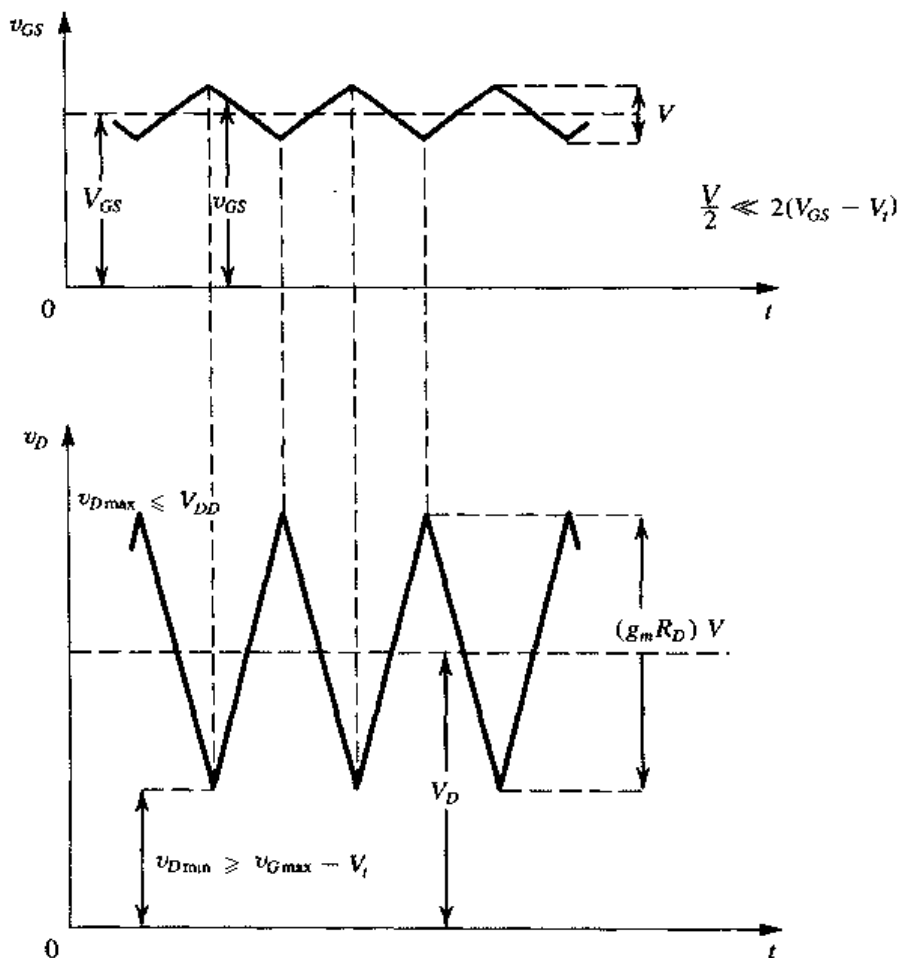 v_GS
V
V_GS
v_GS
V/2 ≪ 2(V_GS − V_t)
0
t
v_D
v_Dmax ⩽ V_DD
(g_m R_D) V
V_D
v_Dmin ⩾ v_Gmax − V_t
0
t